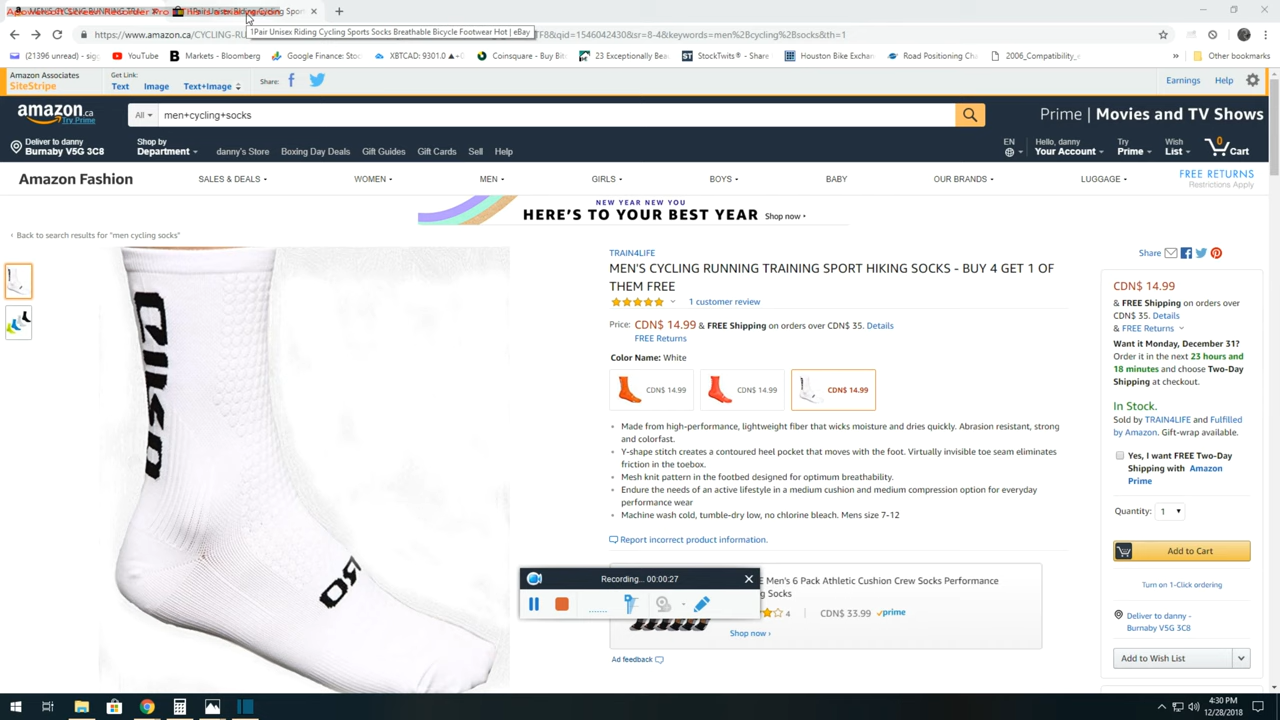 Apowersoft Screen Recorder Pro
1Pair Unisex Riding Cycling Sport
1Pair Unisex Riding Cycling Sports Socks Breathable Bicycle Footwear Hot | eBay
https://www.amazon.ca/CYCLING-RU
F8&qid=1546042430&sr=8-4&keywords=men%2Bcycling%2Bsocks&th=1
(21396 unread) - sigg
YouTube
Markets - Bloomberg
Google Finance: Stoc
XBTCAD: 9301.0
Coinsquare - Buy Bit
23 Exceptionally Bea
StockTwits® - Share
Houston Bike Exchan
Road Positioning Cha
2006_Compatibility_e
»
Other bookmarks
Amazon Associates
SiteStripe
Get Link:
Text
Image
Text+Image
Share:
Earnings
Help
amazon.ca
Try Prime
All
men+cycling+socks
Prime | Movies and TV Shows
Deliver to danny
Burnaby V5G 3C8
Shop by
Department
danny's Store
Boxing Day Deals
Gift Guides
Gift Cards
Sell
Help
EN
Hello, danny
Your Account
Try
Prime
Wish
List
0
Cart
Amazon Fashion
SALES & DEALS
WOMEN
MEN
GIRLS
BOYS
BABY
OUR BRANDS
LUGGAGE
FREE RETURNS
Restrictions Apply
NEW YEAR NEW YOU
HERE'S TO YOUR BEST YEAR
Shop now ›
‹ Back to search results for "men cycling socks"
TRAIN4LIFE
MEN'S CYCLING RUNNING TRAINING SPORT HIKING SOCKS - BUY 4 GET 1 OF
THEM FREE
1 customer review
Price: CDN$ 14.99 & FREE Shipping on orders over CDN$ 35. Details
FREE Returns
Color Name: White
CDN$ 14.99
CDN$ 14.99
CDN$ 14.99
• Made from high-performance, lightweight fiber that wicks moisture and dries quickly. Abrasion resistant, strong
and colorfast.
• Y-shape stitch creates a contoured heel pocket that moves with the foot. Virtually invisible toe seam eliminates
friction in the toebox.
• Mesh knit pattern in the footbed designed for optimum breathability.
• Endure the needs of an active lifestyle in a medium cushion and medium compression option for everyday
performance wear
• Machine wash cold, tumble-dry low, no chlorine bleach. Mens size 7-12
Report incorrect product information.
Recording... 00:00:27
E Men's 6 Pack Athletic Cushion Crew Socks Performance
g Socks
4
CDN$ 33.99
prime
Shop now ›
Ad feedback
Share
CDN$ 14.99
& FREE Shipping on orders over
CDN$ 35. Details
& FREE Returns
Want it Monday, December 31?
Order it in the next 23 hours and
18 minutes and choose Two-Day
Shipping at checkout.
In Stock.
Sold by TRAIN4LIFE and Fulfilled
by Amazon. Gift-wrap available.
Yes, I want FREE Two-Day
Shipping with Amazon
Prime
Quantity: 1
Add to Cart
Turn on 1-Click ordering
Deliver to danny -
Burnaby V5G 3C8
Add to Wish List
4:30 PM
12/28/2018